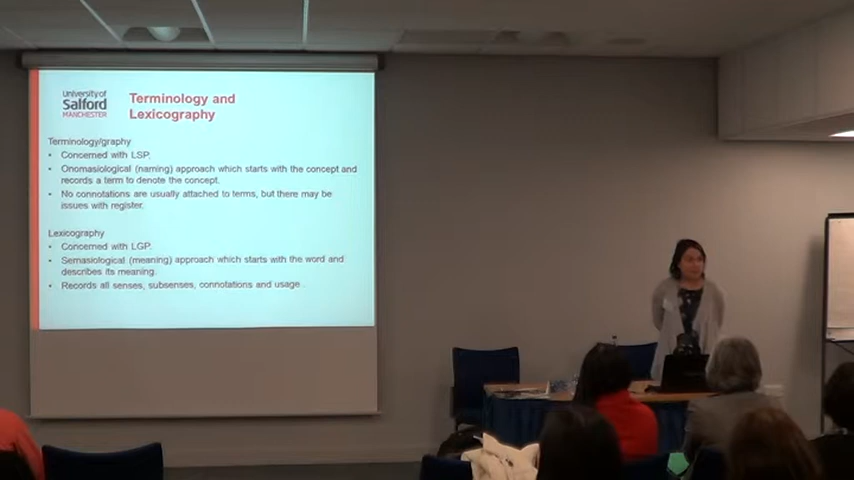 University of
Salford
MANCHESTER
Terminology and
Lexicography
Terminology/graphy
• Concerned with LSP.
• Onomasiological (naming) approach which starts with the concept and
records a term to denote the concept.
• No connotations are usually attached to terms, but there may be
issues with register.
Lexicography
• Concerned with LGP.
• Semasiological (meaning) approach which starts with the word and
describes its meaning.
• Records all senses, subsenses, connotations and usage .